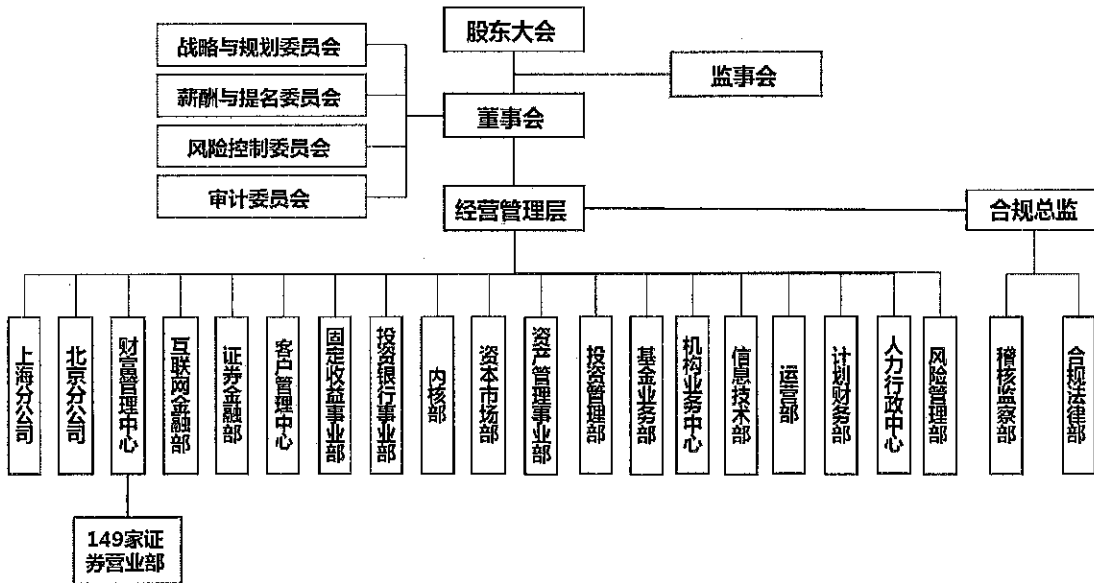 股东大会
战略与规划委员会
监事会
薪酬与提名委员会
董事会
风险控制委员会
审计委员会
经营管理层
合规总监
上海分公司
北京分公司
财富管理中心
互联网金融部
证券金融部
客户管理中心
固定收益事业部
投资银行事业部
内核部
资本市场部
资产管理事业部
投资管理部
基金业务部
机构业务中心
信息技术部
运营部
计划财务部
人力行政中心
风险管理部
稽核监察部
合规法律部
149家证
券营业部